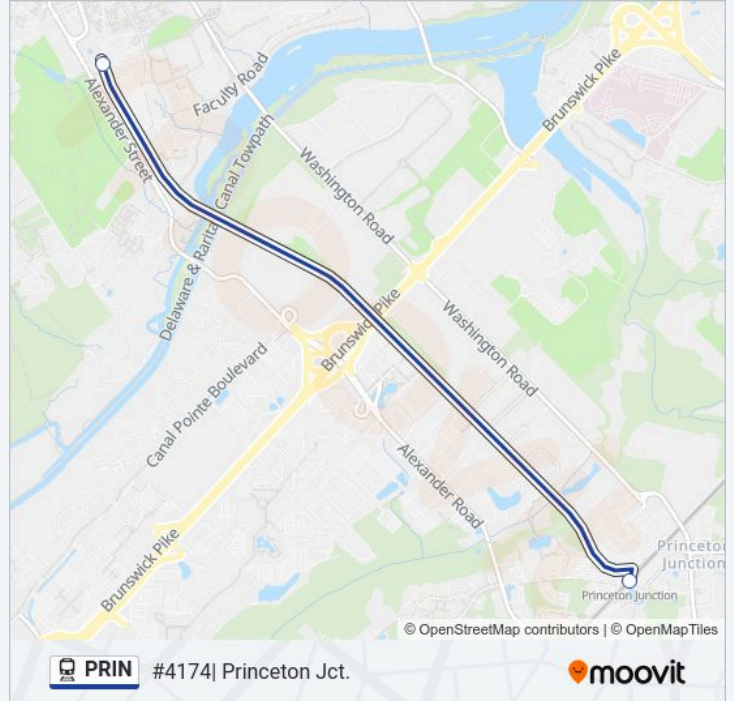 Faculty Road
Brunswick Pike
Alexander Street
Delaware & Raritan Canal Towpath
Washington Road
Brunswick Pike
Washington Road
Canal Pointe Boulevard
Alexander Road
Brunswick Pike
Princeton
Junction
Princeton Junction
© OpenStreetMap contributors | © OpenMapTiles
PRIN #4174| Princeton Jct.
moovit